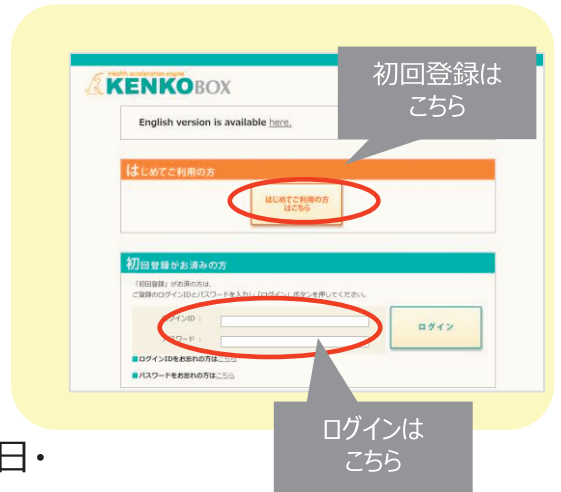 初回登録は
こちら
Health acceleration engine
KENKOBOX
English version is available here.
はじめてご利用の方
はじめてご利用の方
はこちら
初回登録がお済みの方
「初回登録」がお済の方は、
ご登録のログインIDとパスワードを入力し「ログイン」ボタンを押してください。
ログインID :
パスワード :
ログイン
■ログインIDをお忘れの方はこちら
■パスワードをお忘れの方はこちら
ログインは
こちら
日・